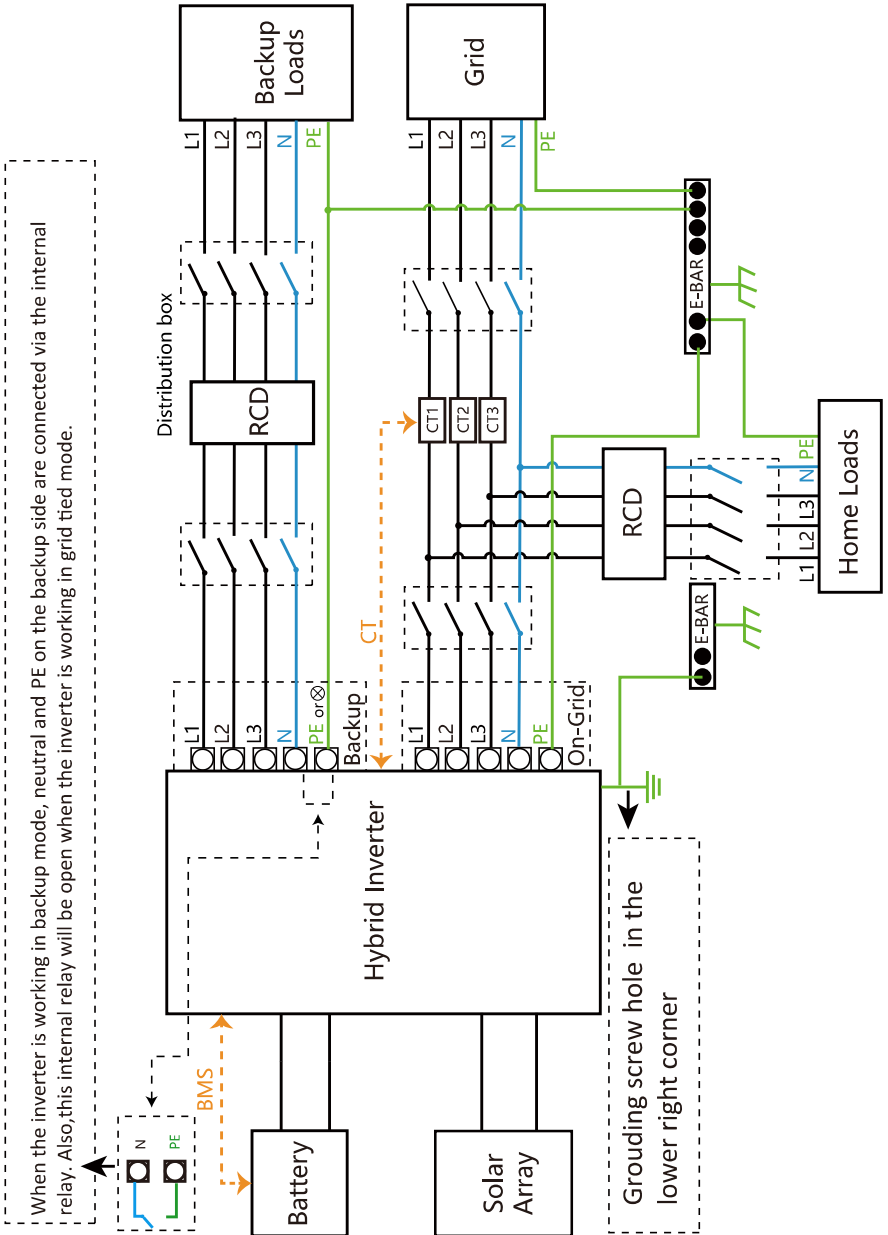 When the inverter is working in backup mode, neutral and PE on the backup side are connected via the internal
relay. Also,this internal relay will be open when the inverter is working in grid tied mode.
N
PE
Distribution box
Backup
Loads
L1
L2
L3
N
PE
RCD
L1
L2
L3
N
PE or
Backup
Grid
L1
L2
L3
N
PE
CT1
CT2
CT3
CT
L1
L2
L3
N
PE
On-Grid
E-BAR
RCD
L1
L2
L3
N
PE
Home Loads
E-BAR
Hybrid Inverter
BMS
Battery
Solar
Array
Grouding screw hole in the
lower right corner